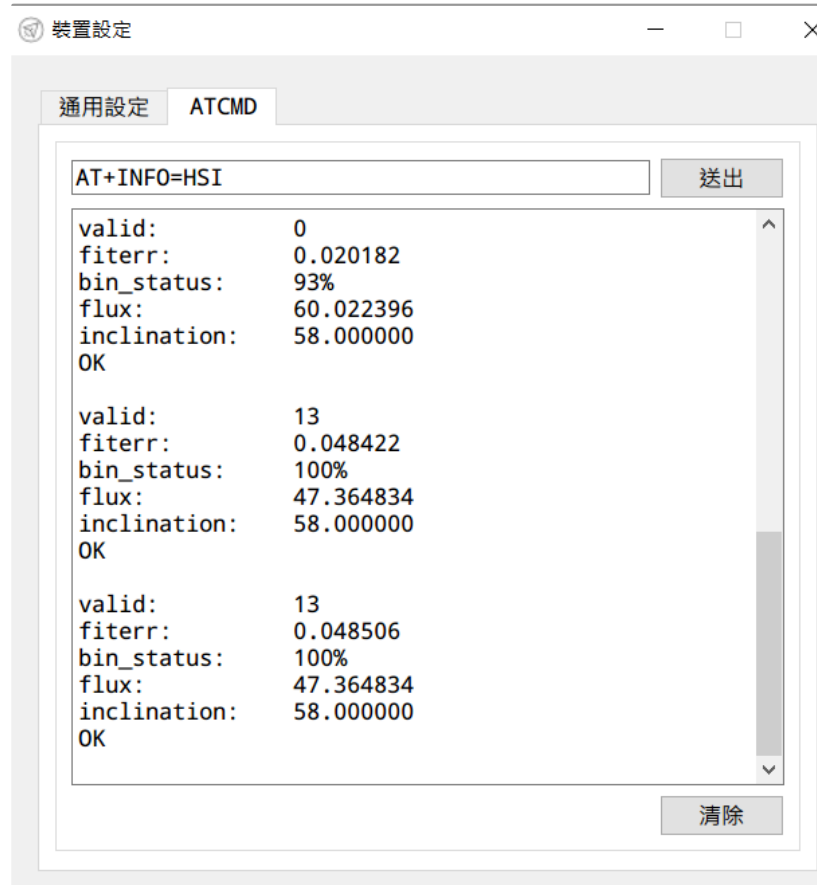 裝置設定
通用設定 ATCMD
AT+INFO=HSI 送出
valid: 0
fiterr: 0.020182
bin_status: 93%
flux: 60.022396
inclination: 58.000000
OK
valid: 13
fiterr: 0.048422
bin_status: 100%
flux: 47.364834
inclination: 58.000000
OK
valid: 13
fiterr: 0.048506
bin_status: 100%
flux: 47.364834
inclination: 58.000000
OK
清除